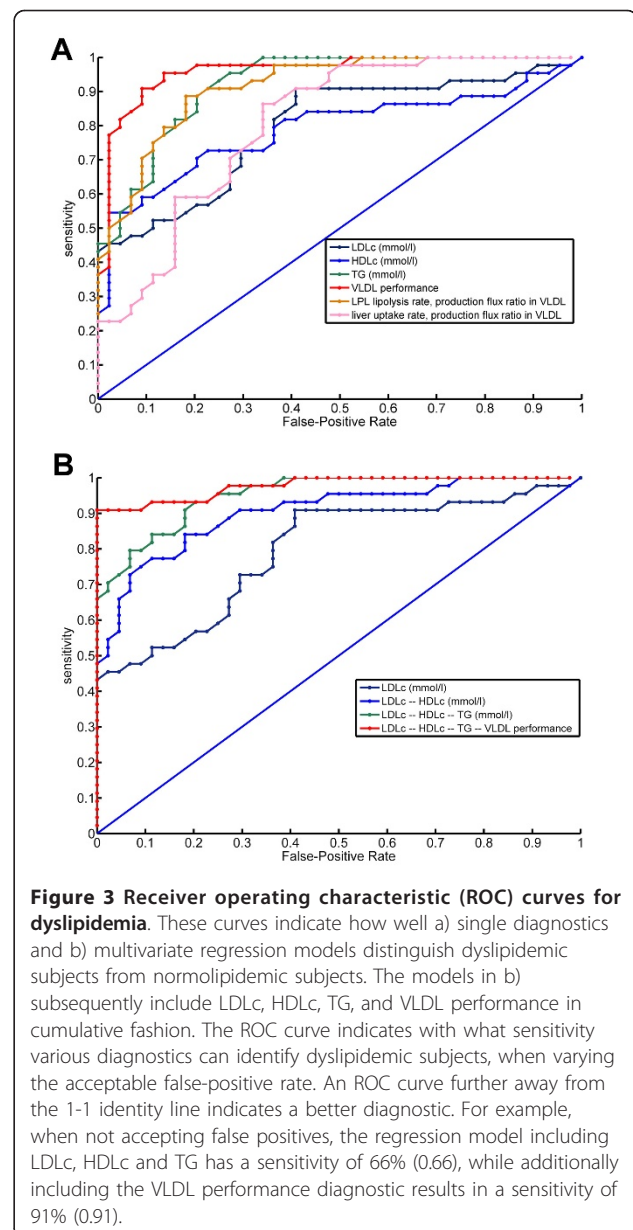 A
1
0.9
0.8
0.7
0.6
0.5
0.4
0.3
0.2
0.1
0
sensitivity
LDLc (mmol/l)
HDLc (mmol/l)
TG (mmol/l)
VLDL performance
LPL lipolysis rate, production flux ratio in VLDL
liver uptake rate, production flux ratio in VLDL
0 0.1 0.2 0.3 0.4 0.5 0.6 0.7 0.8 0.9 1
False-Positive Rate
B
1
0.9
0.8
0.7
0.6
0.5
0.4
0.3
0.2
0.1
0
sensitivity
LDLc (mmol/l)
LDLc -- HDLc (mmol/l)
LDLc -- HDLc -- TG (mmol/l)
LDLc -- HDLc -- TG -- VLDL performance
0 0.1 0.2 0.3 0.4 0.5 0.6 0.7 0.8 0.9 1
False-Positive Rate
Figure 3 Receiver operating characteristic (ROC) curves for
dyslipidemia. These curves indicate how well a) single diagnostics
and b) multivariate regression models distinguish dyslipidemic
subjects from normolipidemic subjects. The models in b)
subsequently include LDLc, HDLc, TG, and VLDL performance in
cumulative fashion. The ROC curve indicates with what sensitivity
various diagnostics can identify dyslipidemic subjects, when varying
the acceptable false-positive rate. An ROC curve further away from
the 1-1 identity line indicates a better diagnostic. For example,
when not accepting false positives, the regression model including
LDLc, HDLc and TG has a sensitivity of 66% (0.66), while additionally
including the VLDL performance diagnostic results in a sensitivity of
91% (0.91).